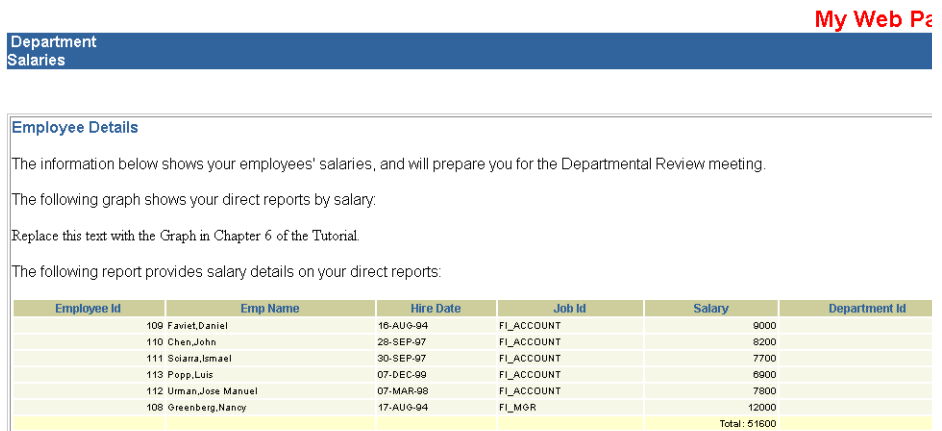 My Web Pa
Department
Salaries
Employee Details
The information below shows your employees' salaries, and will prepare you for the Departmental Review meeting.
The following graph shows your direct reports by salary:
Replace this text with the Graph in Chapter 6 of the Tutorial.
The following report provides salary details on your direct reports:
Employee Id Emp Name Hire Date Job Id Salary Department Id
109 Faviet,Daniel 16-AUG-94 FI_ACCOUNT 9000
110 Chen,John 28-SEP-97 FI_ACCOUNT 8200
111 Sciarra,Ismael 30-SEP-97 FI_ACCOUNT 7700
113 Popp,Luis 07-DEC-99 FI_ACCOUNT 6900
112 Urman,Jose Manuel 07-MAR-98 FI_ACCOUNT 7800
108 Greenberg,Nancy 17-AUG-94 FI_MGR 12000
Total: 51600